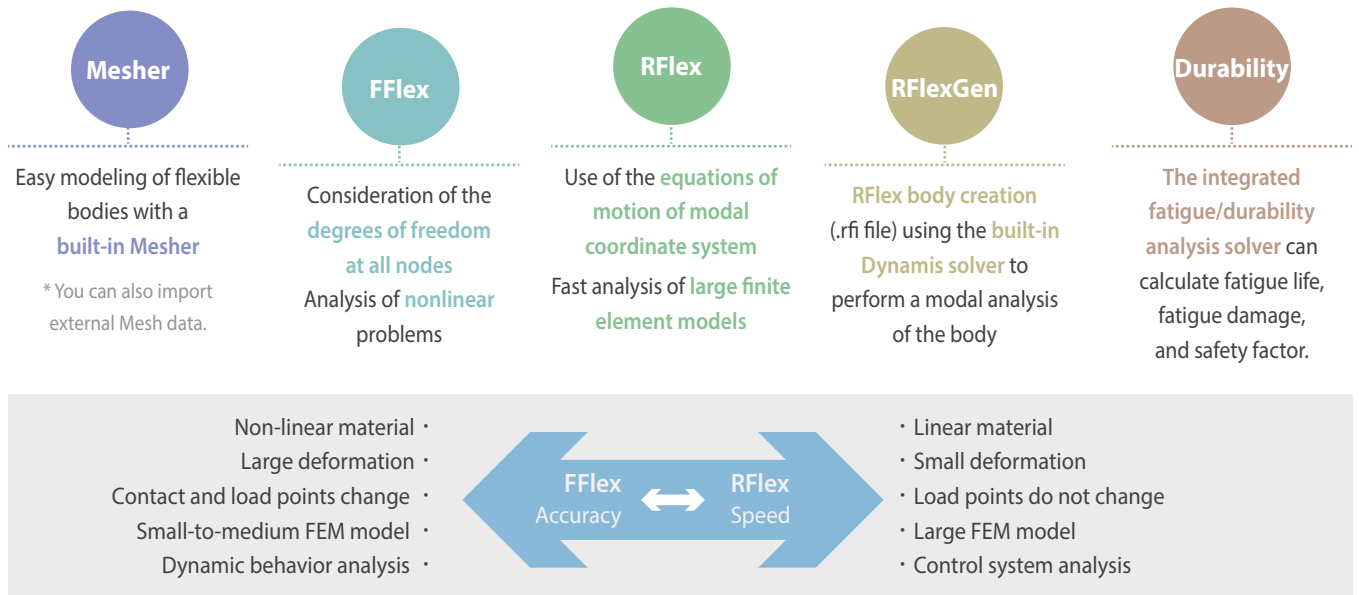 Mesher
Easy modeling of flexible
bodies with a
built-in Mesher
* You can also import
external Mesh data.
FFlex
Consideration of the
degrees of freedom
at all nodes
Analysis of nonlinear
problems
RFlex
Use of the equations of
motion of modal
coordinate system
Fast analysis of large finite
element models
RFlexGen
RFlex body creation
(.rfi file) using the built-in
Dynamis solver to
perform a modal analysis
of the body
Durability
The integrated
fatigue/durability
analysis solver can
calculate fatigue life,
fatigue damage,
and safety factor.
Non-linear material ·
Large deformation ·
Contact and load points change ·
Small-to-medium FEM model ·
Dynamic behavior analysis ·
FFlex
Accuracy
RFlex
Speed
· Linear material
· Small deformation
· Load points do not change
· Large FEM model
· Control system analysis